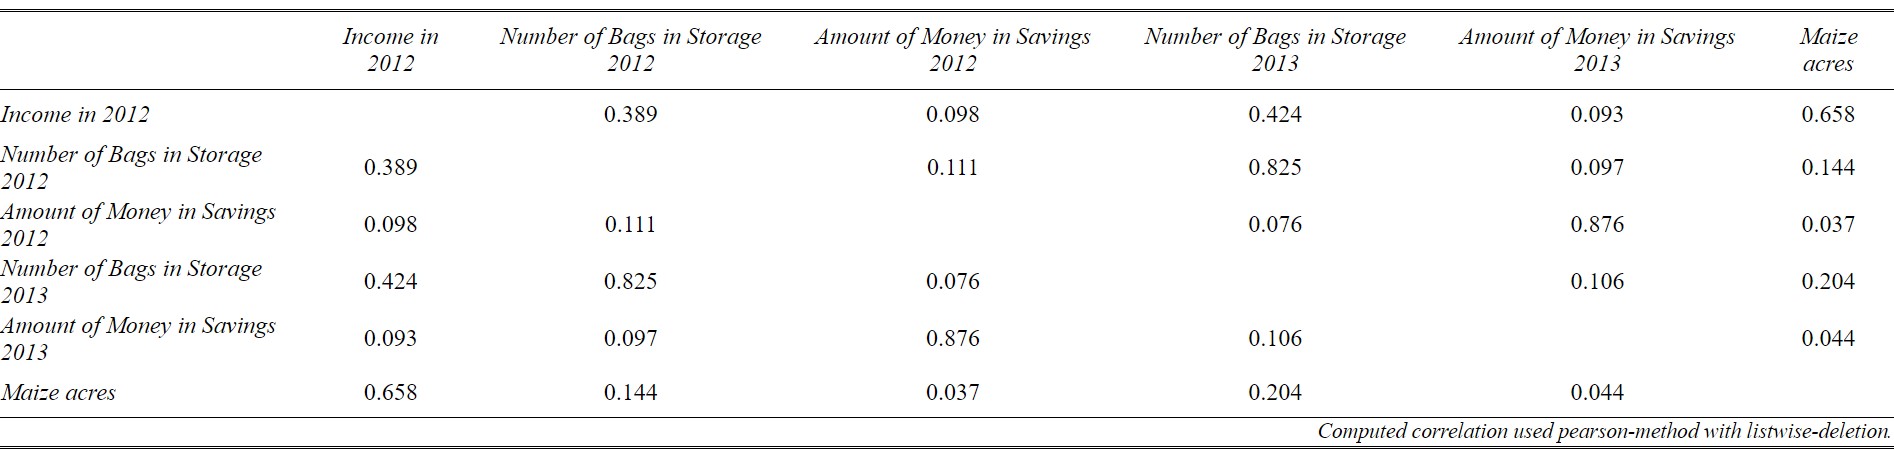 Income in Number of Bags in Storage Amount of Money in Savings Number of Bags in Storage Amount of Money in Savings Maize
2012 2012 2012 2013 2013 acres
Income in 2012 0.389 0.098 0.424 0.093 0.658
Number of Bags in Storage
2012 0.389 0.111 0.825 0.097 0.144
Amount of Money in Savings
2012 0.098 0.111 0.076 0.876 0.037
Number of Bags in Storage
2013 0.424 0.825 0.076 0.106 0.204
Amount of Money in Savings
2013 0.093 0.097 0.876 0.106 0.044
Maize acres 0.658 0.144 0.037 0.204 0.044
Computed correlation used pearson-method with listwise-deletion.